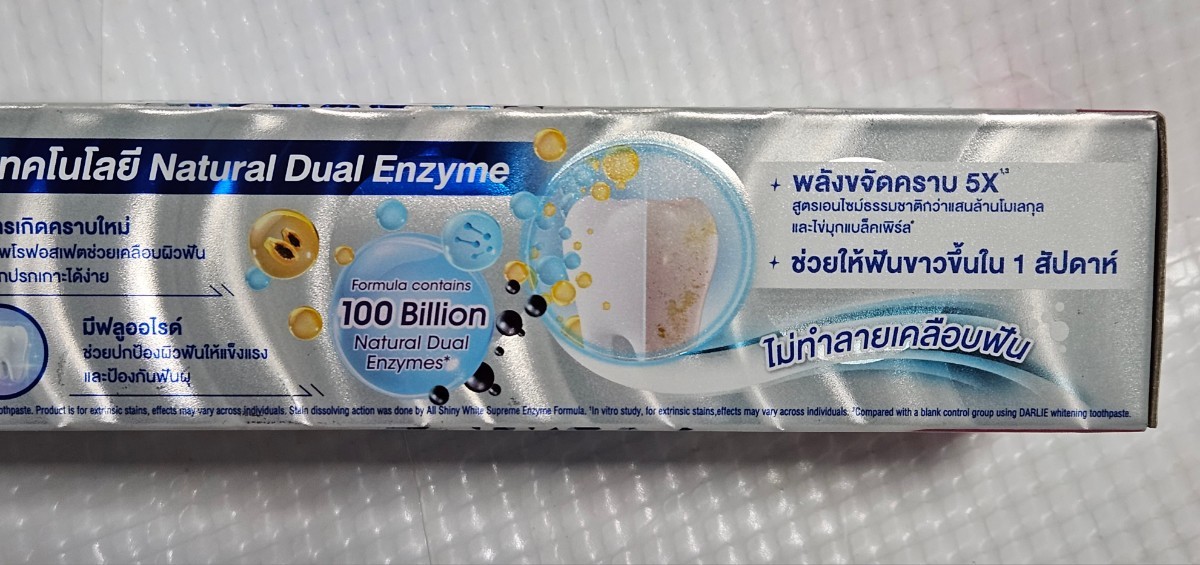 ทคโนโลยี Natural Dual Enzyme
รเกิดคราบใหม่
พโรฟอสเฟตช่วยเคลือบผิวฟัน
กปรกเกาะได้ง่าย
มีฟลูออไรด์
ช่วยปกป้องผิวฟันให้แข็งแรง
และป้องกันฟันผุ
Formula contains
100 Billion
Natural Dual
Enzymes*
พลังขจัดคราบ 5X¹,³
สูตรเอนไซม์ธรรมชาติกว่าแสนล้านโมเลกุล
และไข่มุกแบล็คเพิร์ล*
ช่วยให้ฟันขาวขึ้นใน 1 สัปดาห์
ไม่ทำลายเคลือบฟัน
othpaste. Product is for extrinsic stains, effects may vary across individuals. Stain dissolving action was done by All Shiny White Supreme Enzyme Formula. ¹In vitro study, for extrinsic stains,effects may vary across individuals. ³Compared with a blank control group using DARLIE whitening toothpaste.